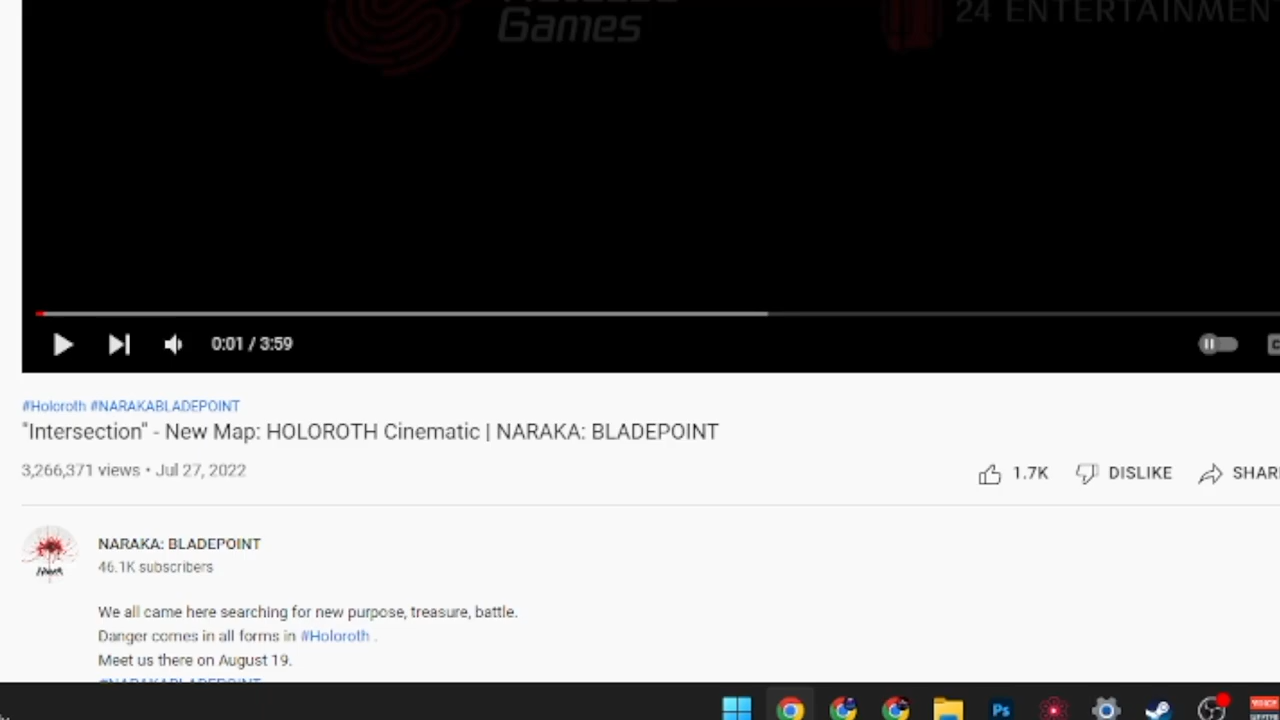 Games
24 ENTERTAINMEN
0:01 / 3:59
#Holoroth #NARAKABLADEPOINT
"Intersection" - New Map: HOLOROTH Cinematic | NARAKA: BLADEPOINT
3,266,371 views • Jul 27, 2022
1.7K DISLIKE SHAR
NARAKA: BLADEPOINT
46.1K subscribers
We all came here searching for new purpose, treasure, battle.
Danger comes in all forms in #Holoroth .
Meet us there on August 19.
#NARAKABLADEPOINT
Ps